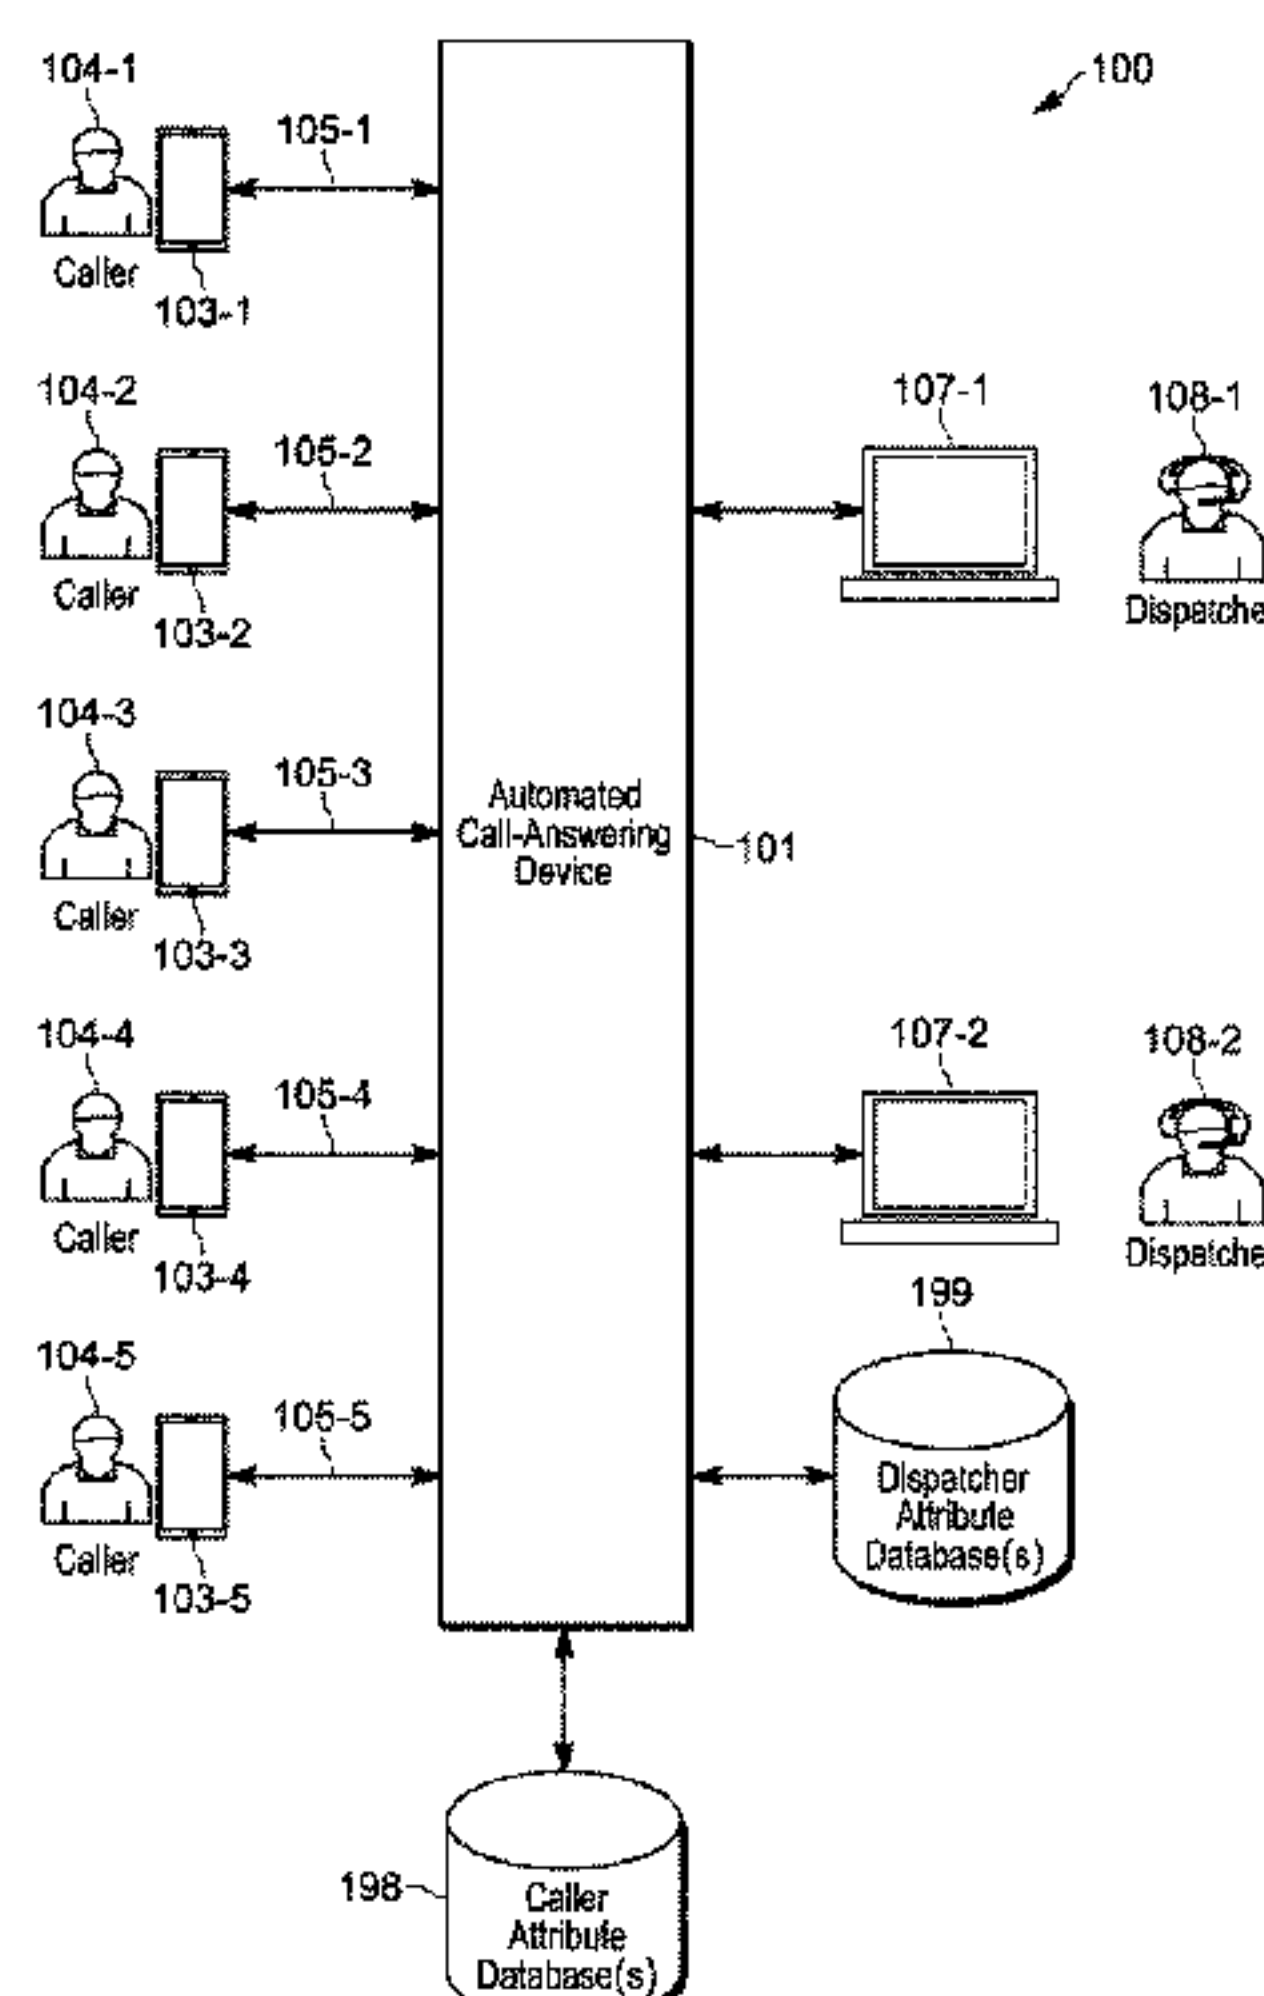 104-1
100
105-1
Caller
103-1
104-2
107-1
108-1
105-2
Caller
Dispatche
103-2
104-3
105-3
Automated
Call-Answering
Device
101
Caller
103-3
104-4
107-2
108-2
105-4
Caller
Dispatche
103-4
199
104-5
105-5
Dispatcher
Attribute
Database(s)
Caller
103-5
198
Caller
Attribute
Database(s)